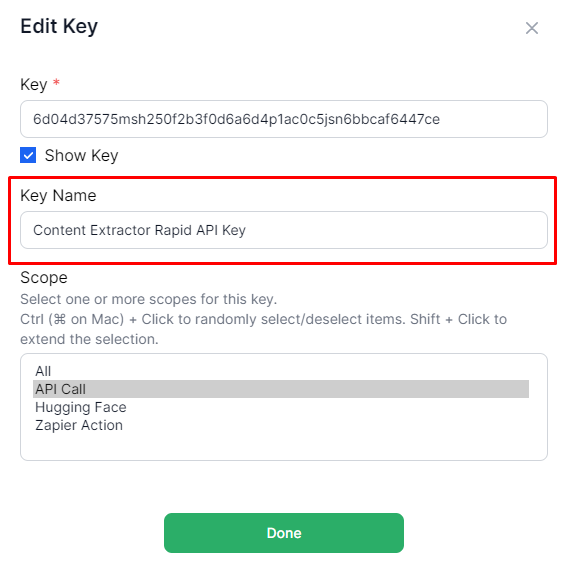 Edit Key
Key *
6d04d37575msh250f2b3f0d6a6d4p1ac0c5jsn6bbcaf6447ce
Show Key
Key Name
Content Extractor Rapid API Key
Scope
Select one or more scopes for this key.
Ctrl (⌘ on Mac) + Click to randomly select/deselect items. Shift + Click to
extend the selection.
All
API Call
Hugging Face
Zapier Action
Done